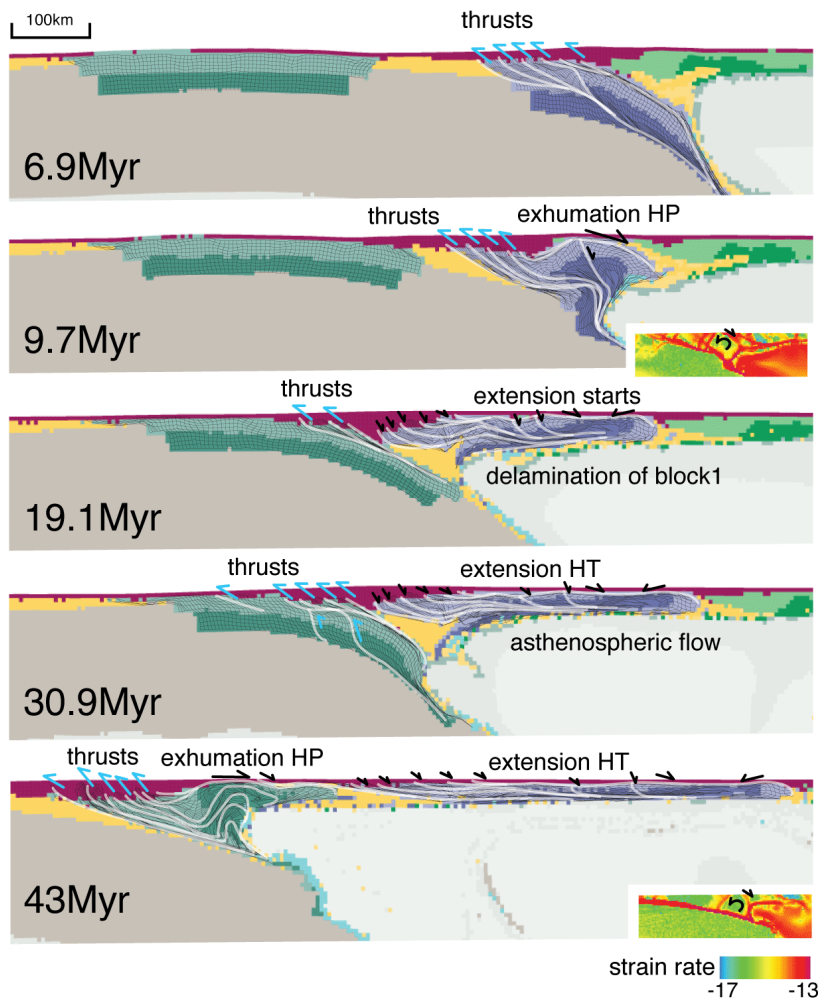 100km
thrusts
6.9Myr
thrusts
exhumation HP
9.7Myr
thrusts
extension starts
delamination of block1
19.1Myr
thrusts
extension HT
asthenospheric flow
30.9Myr
thrusts
exhumation HP
extension HT
43Myr
strain rate
-17
-13